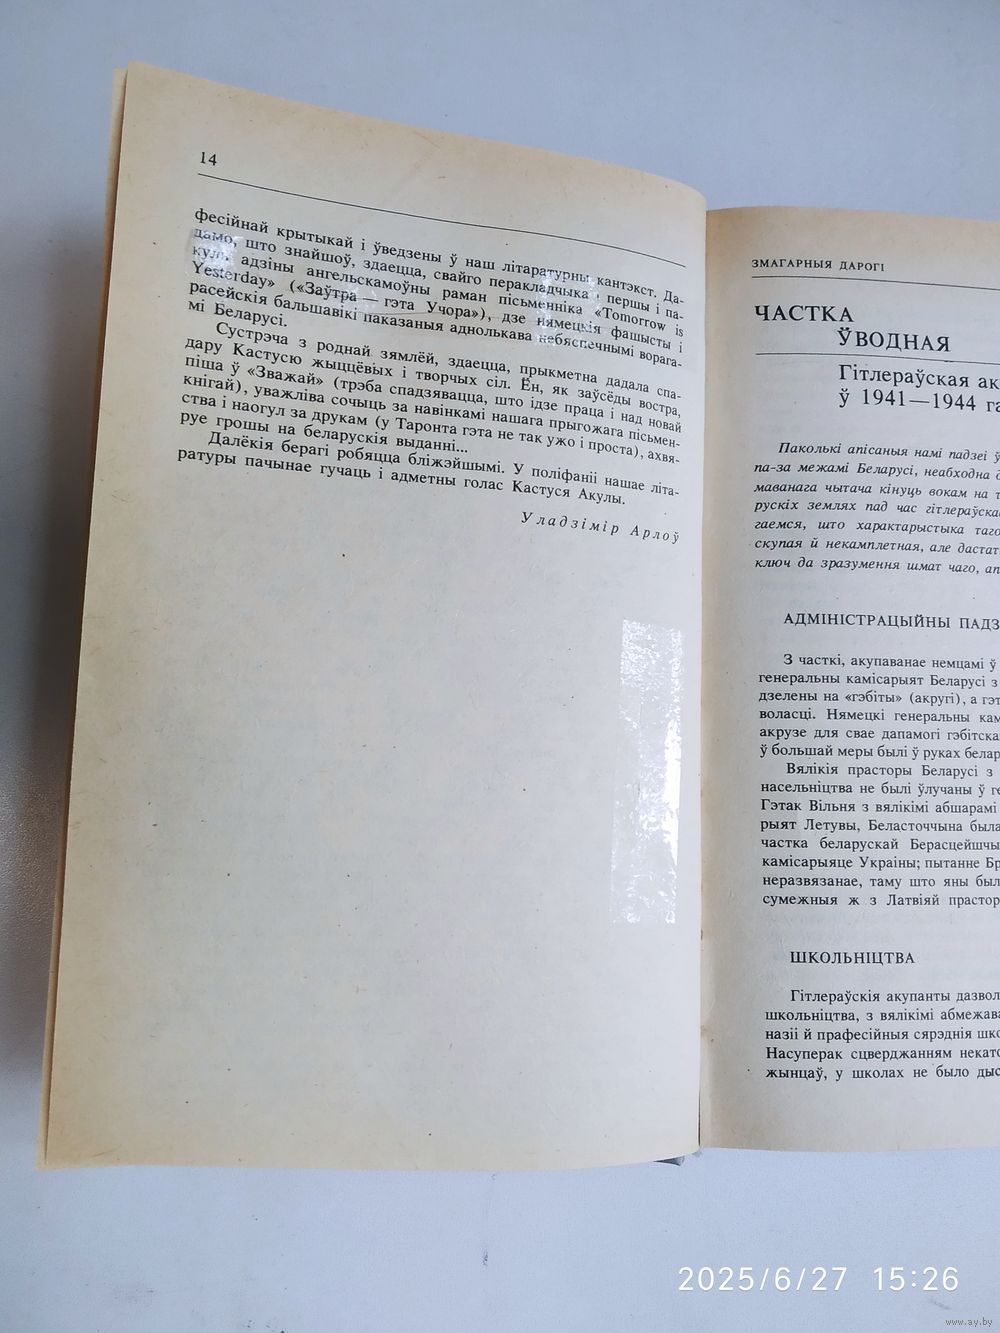 14
фесійнай крытыкай і ўведзены ў наш літаратурны кантэкст. Да-
дамо, што знайшоў, здаецца, свайго перакладчыка і першы і па-
куль адзіны ангельскамоўны раман пісьменніка «Tomorrow is
Yesterday» («Заўтра — гэта Учора»), дзе нямецкія фашысты і
расейскія бальшавікі паказаныя аднолькава небяспечнымі ворага-
мі Беларусі.
Сустрэча з роднай зямлёй, здаецца, прыкметна дадала спа-
дару Кастусю жыццёвых і творчых сіл. Ён, як заўсёды востра,
піша ў «Зважай» (трэба спадзявацца, што ідзе праца і над новай
кнігай), уважліва сочыць за навінкамі нашага прыгожага пісьмен-
ства і наогул за друкам (у Таронта гэта не так ужо і проста), ахвя-
руе грошы на беларускія выданні...
Далёкія берагі робяцца бліжэйшымі. У поліфаніі нашае літа-
ратуры пачынае гучаць і адметны голас Кастуся Акулы.
Уладзімір Арлоў
ЗМАГАРНЫЯ ДАРОГІ
ЧАСТКА
ЎВОДНАЯ
Гітлераўская ак
ў 1941—1944 га
Паколькі апісаныя намі падзеі ў
па-за межамі Беларусі, неабходна д
маванага чытача кінуць вокам на т
рускіх землях пад час гітлераўска
гаемся, што характарыстыка таго
скупая й некамплетная, але дастат
ключ да зразумення шмат чаго, ап
АДМІНІСТРАЦЫЙНЫ ПАДЗ
З часткі, акупаванае немцамі ў
генеральны камісарыят Беларусі з
дзелены на «гэбіты» (акругі), а гэт
воласці. Нямецкі генеральны кам
акрузе для свае дапамогі гэбітска
ў большай меры былі ў руках белар
Вялікія прасторы Беларусі з
насельніцтва не былі ўлучаны ў ге
Гэтак Вільня з вялікімі абшарамі
рыят Летувы, Беласточчына была
частка беларускай Берасцейшчы
камісарыяце Украіны; пытанне Бр
неразвязанае, таму што яны был
сумежныя ж з Латвіяй прастор
ШКОЛЬНІЦТВА
Гітлераўскія акупанты дазвол
школьніцтва, з вялікімі абмежава
назіі й прафесійныя сярэднія шко
Насуперак сцверджанням некато
жынцаў, у школах не было дыс
2025/6/27 15:26
www.ay.by